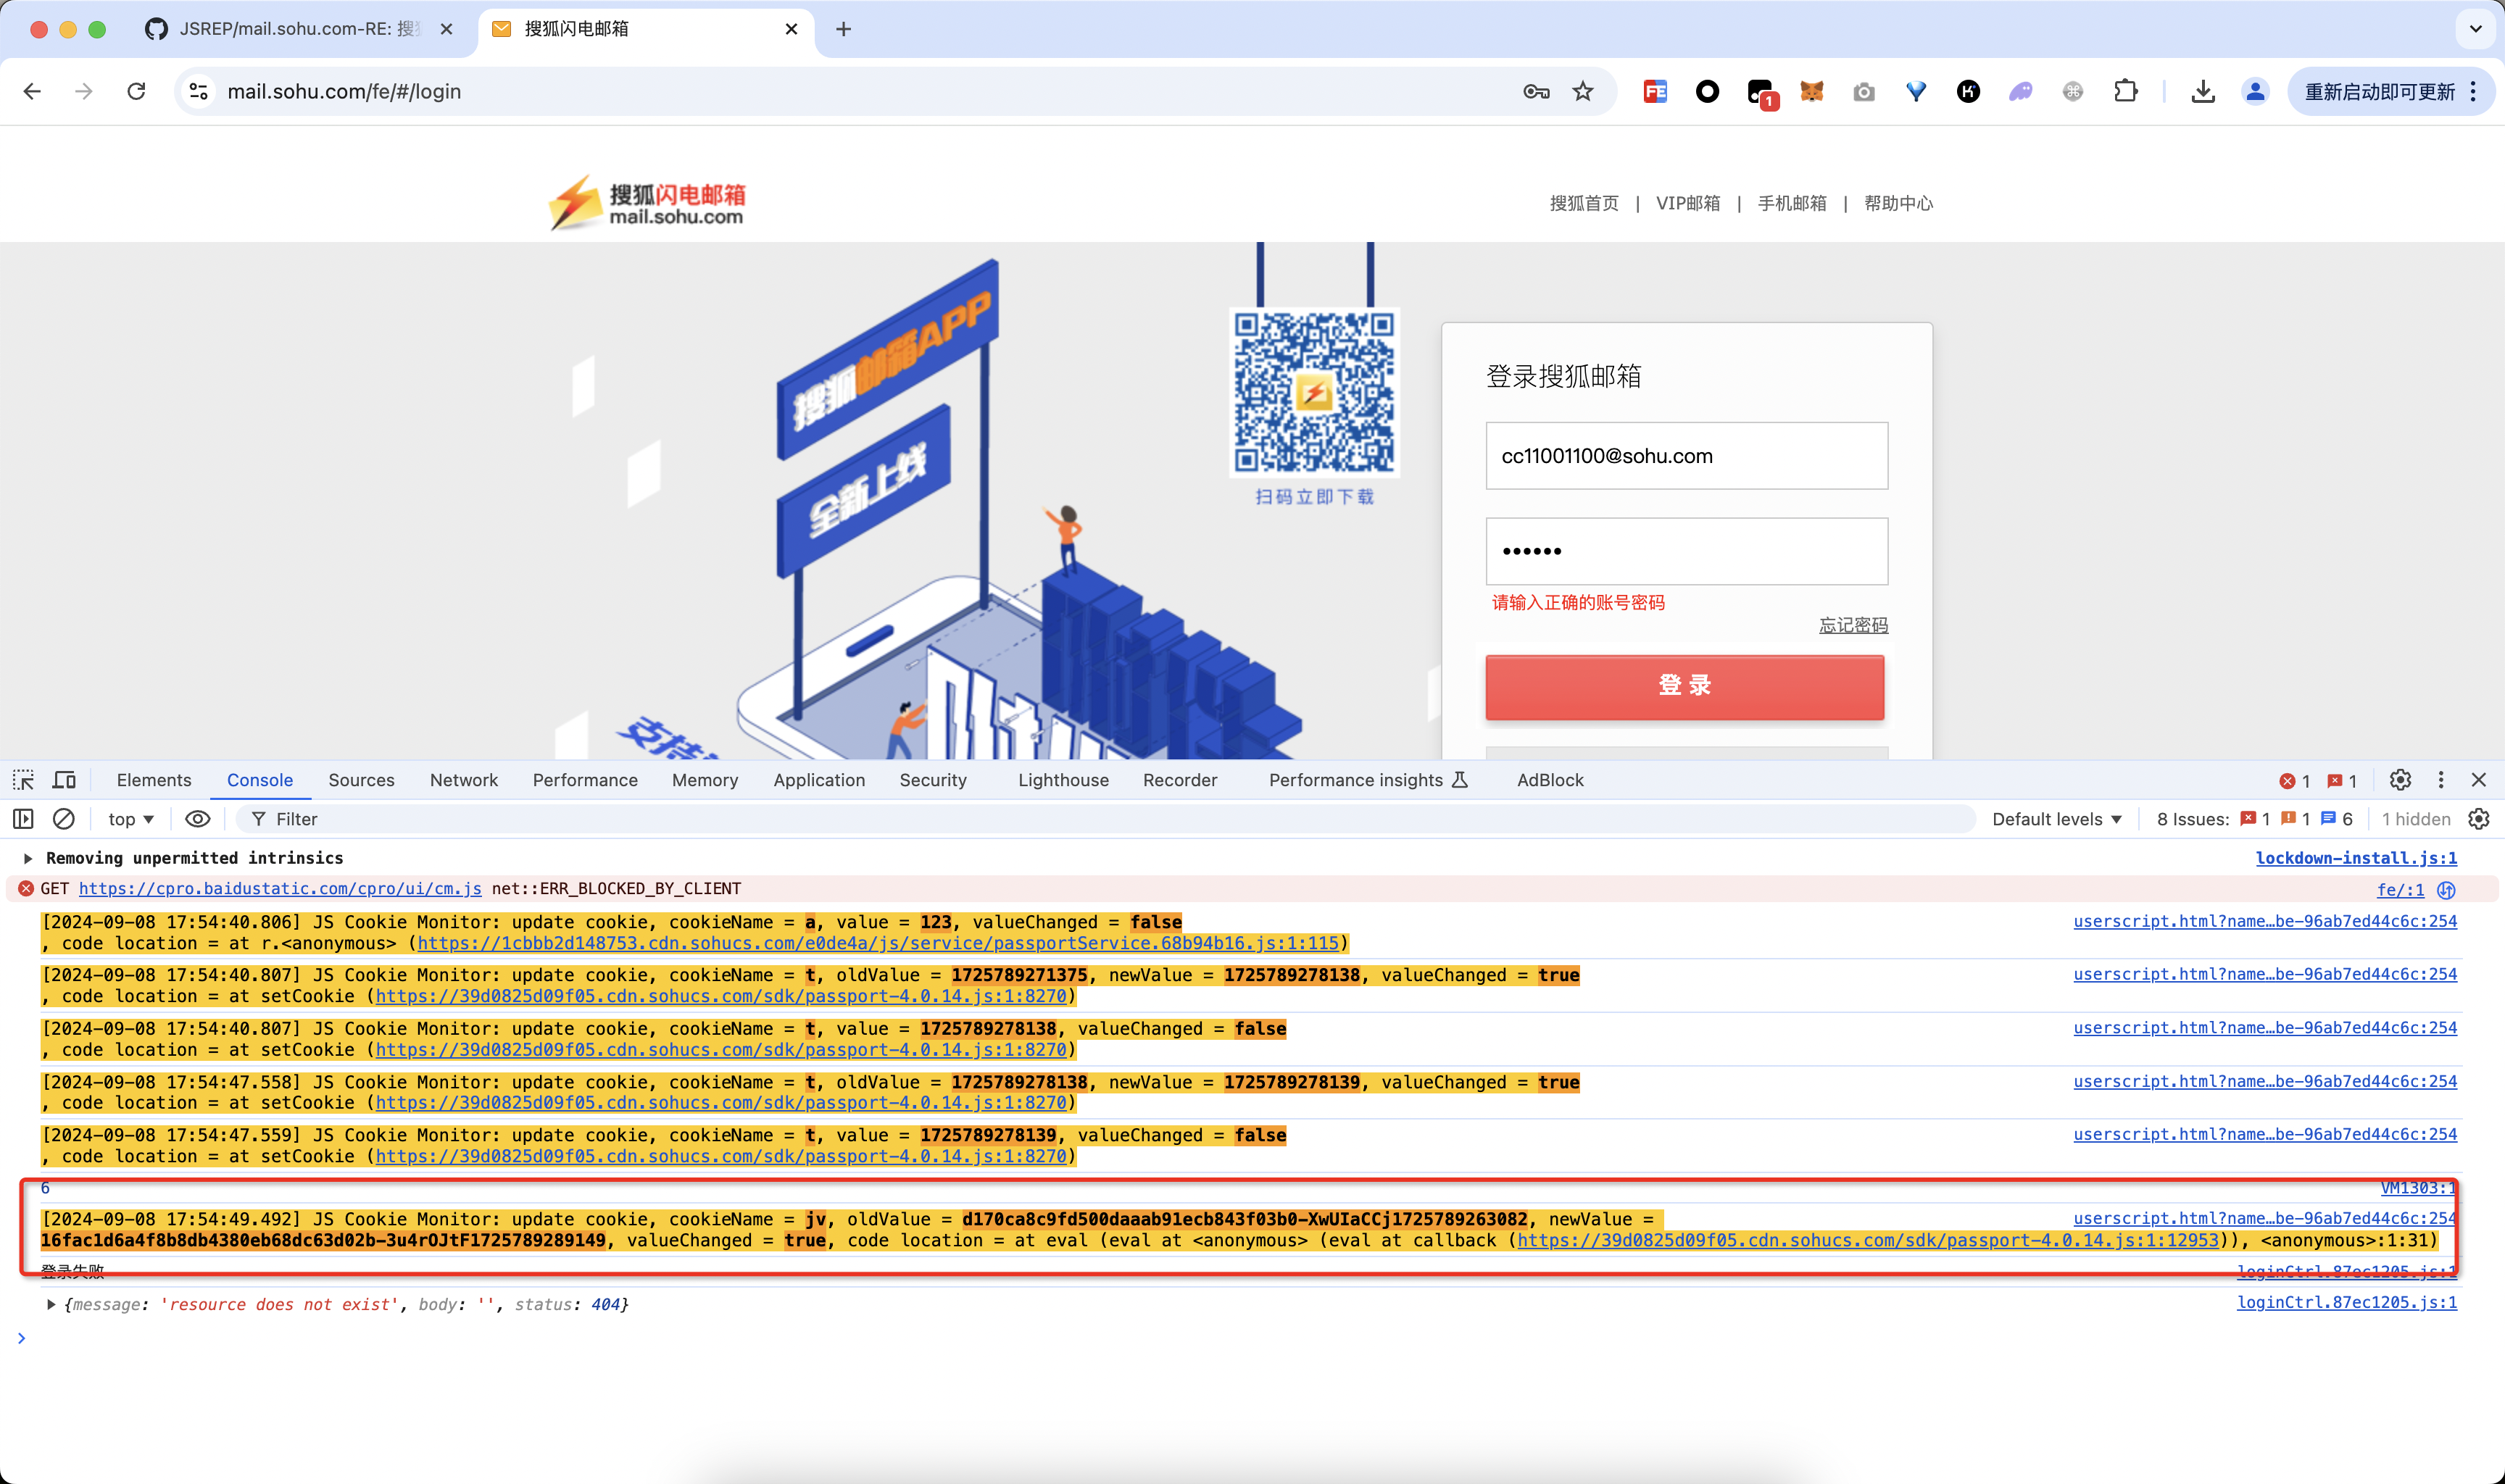 JSREP/mail.sohu.com-RE: 搜
搜狐闪电邮箱
mail.sohu.com/fe/#/login
FE
1
重新启动即可更新
搜狐闪电邮箱
mail.sohu.com
搜狐首页 | VIP邮箱 | 手机邮箱 | 帮助中心
搜狐邮箱APP
全新上线
支持
扫码立即下载
登录搜狐邮箱
cc11001100@sohu.com
••••••
请输入正确的账号密码
忘记密码
登 录
Elements Console Sources Network Performance Memory Application Security Lighthouse Recorder Performance insights AdBlock 1 1
top Filter Default levels 8 Issues: 1 1 6 1 hidden
Removing unpermitted intrinsics lockdown-install.js:1
GET https://cpro.baidustatic.com/cpro/ui/cm.js net::ERR_BLOCKED_BY_CLIENT fe/:1
[2024-09-08 17:54:40.806] JS Cookie Monitor: update cookie, cookieName = a, value = 123, valueChanged = false userscript.html?name…be-96ab7ed44c6c:254
, code location = at r.<anonymous> (https://1cbbb2d148753.cdn.sohucs.com/e0de4a/js/service/passportService.68b94b16.js:1:115)
[2024-09-08 17:54:40.807] JS Cookie Monitor: update cookie, cookieName = t, oldValue = 1725789271375, newValue = 1725789278138, valueChanged = true userscript.html?name…be-96ab7ed44c6c:254
, code location = at setCookie (https://39d0825d09f05.cdn.sohucs.com/sdk/passport-4.0.14.js:1:8270)
[2024-09-08 17:54:40.807] JS Cookie Monitor: update cookie, cookieName = t, value = 1725789278138, valueChanged = false userscript.html?name…be-96ab7ed44c6c:254
, code location = at setCookie (https://39d0825d09f05.cdn.sohucs.com/sdk/passport-4.0.14.js:1:8270)
[2024-09-08 17:54:47.558] JS Cookie Monitor: update cookie, cookieName = t, oldValue = 1725789278138, newValue = 1725789278139, valueChanged = true userscript.html?name…be-96ab7ed44c6c:254
, code location = at setCookie (https://39d0825d09f05.cdn.sohucs.com/sdk/passport-4.0.14.js:1:8270)
[2024-09-08 17:54:47.559] JS Cookie Monitor: update cookie, cookieName = t, value = 1725789278139, valueChanged = false userscript.html?name…be-96ab7ed44c6c:254
, code location = at setCookie (https://39d0825d09f05.cdn.sohucs.com/sdk/passport-4.0.14.js:1:8270)
6 VM1303:1
[2024-09-08 17:54:49.492] JS Cookie Monitor: update cookie, cookieName = jv, oldValue = d170ca8c9fd500daaab91ecb843f03b0-XwUIaCCj1725789263082, newValue = userscript.html?name…be-96ab7ed44c6c:254
16fac1d6a4f8b8db4380eb68dc63d02b-3u4rOJtF1725789289149, valueChanged = true, code location = at eval (eval at <anonymous> (eval at callback (https://39d0825d09f05.cdn.sohucs.com/sdk/passport-4.0.14.js:1:12953)), <anonymous>:1:31)
登录失败 loginCtrl.87ec1205.js:1
{message: 'resource does not exist', body: '', status: 404} loginCtrl.87ec1205.js:1